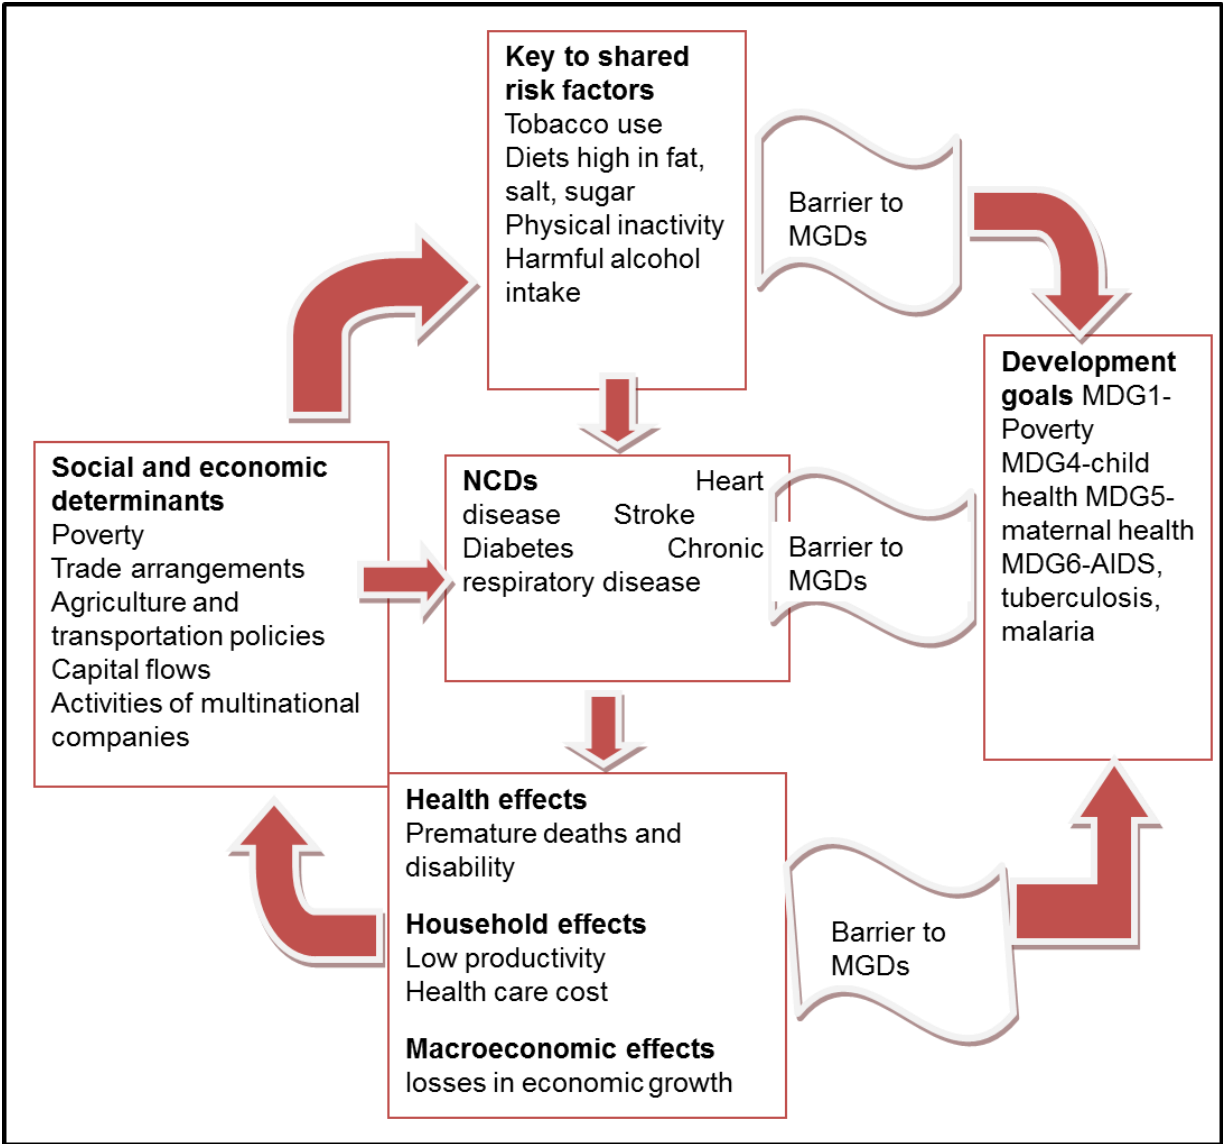 Key to shared
risk factors
Tobacco use
Diets high in fat,
salt, sugar
Physical inactivity
Harmful alcohol
intake
Barrier to
MGDs
Social and economic
determinants
Poverty
Trade arrangements
Agriculture and
transportation policies
Capital flows
Activities of multinational
companies
NCDs Heart
disease Stroke
Diabetes Chronic
respiratory disease
Barrier to
MGDs
Development
goals MDG1-
Poverty
MDG4-child
health MDG5-
maternal health
MDG6-AIDS,
tuberculosis,
malaria
Health effects
Premature deaths and
disability
Household effects
Low productivity
Health care cost
Macroeconomic effects
losses in economic growth
Barrier to
MGDs